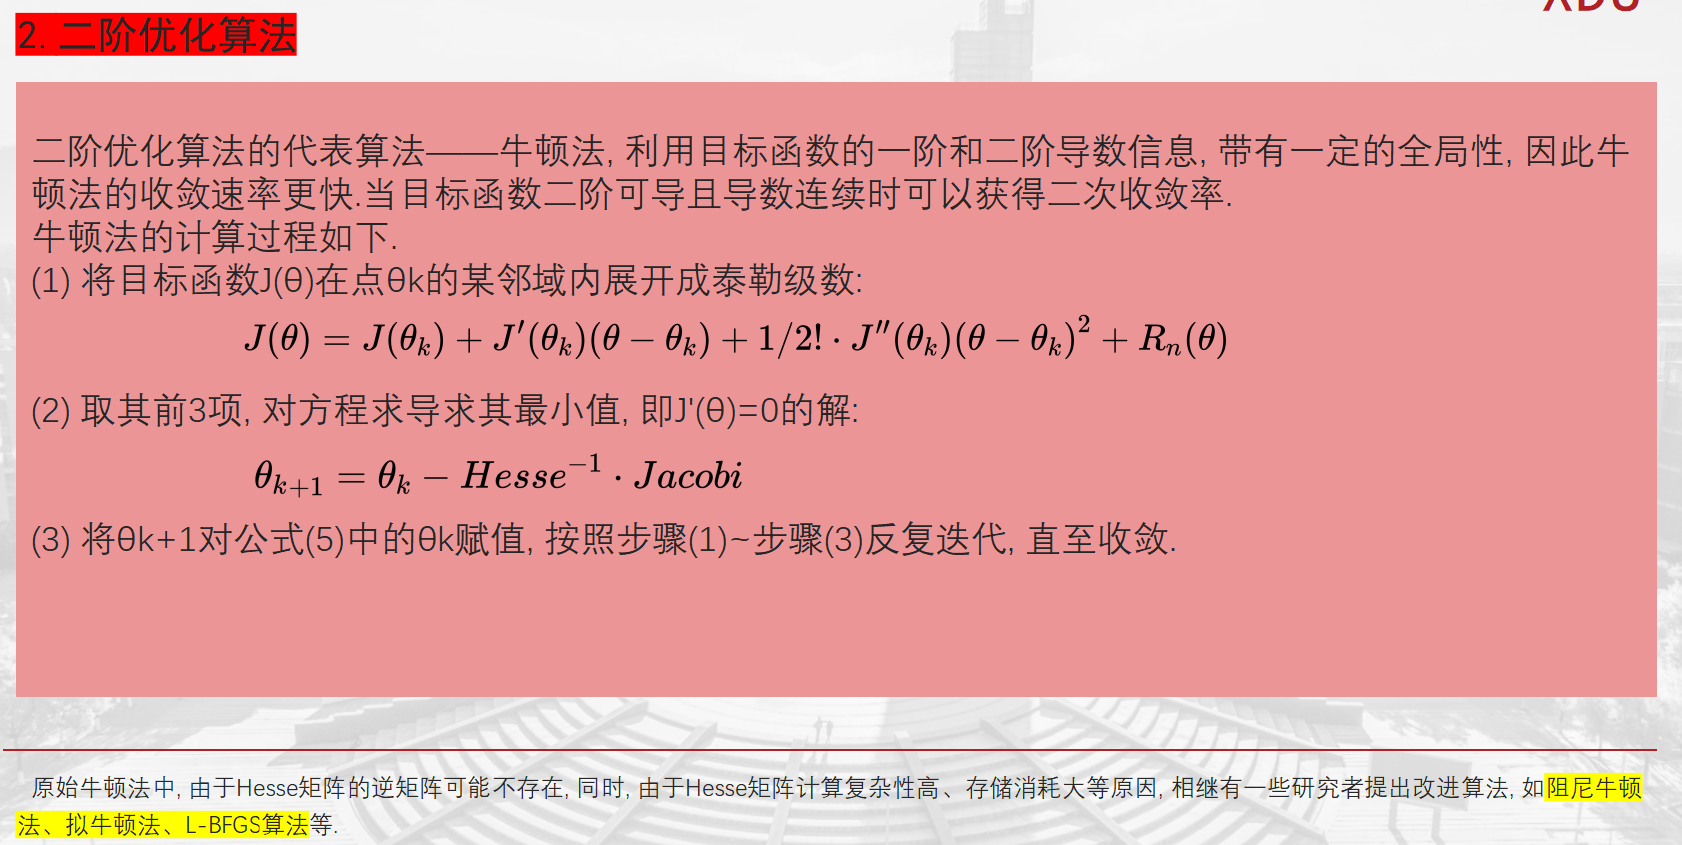 2. 二阶优化算法
二阶优化算法的代表算法——牛顿法, 利用目标函数的一阶和二阶导数信息, 带有一定的全局性, 因此牛
顿法的收敛速率更快.当目标函数二阶可导且导数连续时可以获得二次收敛率.
牛顿法的计算过程如下.
(1) 将目标函数J(θ)在点θk的某邻域内展开成泰勒级数:
J(θ) = J(θ_k) + J′(θ_k)(θ − θ_k) + 1/2! · J″(θ_k)(θ − θ_k)^2 + R_n(θ)
(2) 取其前3项, 对方程求导求其最小值, 即J'(θ)=0的解:
θ_{k+1} = θ_k − Hesse^{−1} · Jacobi
(3) 将θk+1对公式(5)中的θk赋值, 按照步骤(1)~步骤(3)反复迭代, 直至收敛.
原始牛顿法中, 由于Hesse矩阵的逆矩阵可能不存在, 同时, 由于Hesse矩阵计算复杂性高、存储消耗大等原因, 相继有一些研究者提出改进算法, 如阻尼牛顿
法、拟牛顿法、L-BFGS算法等.